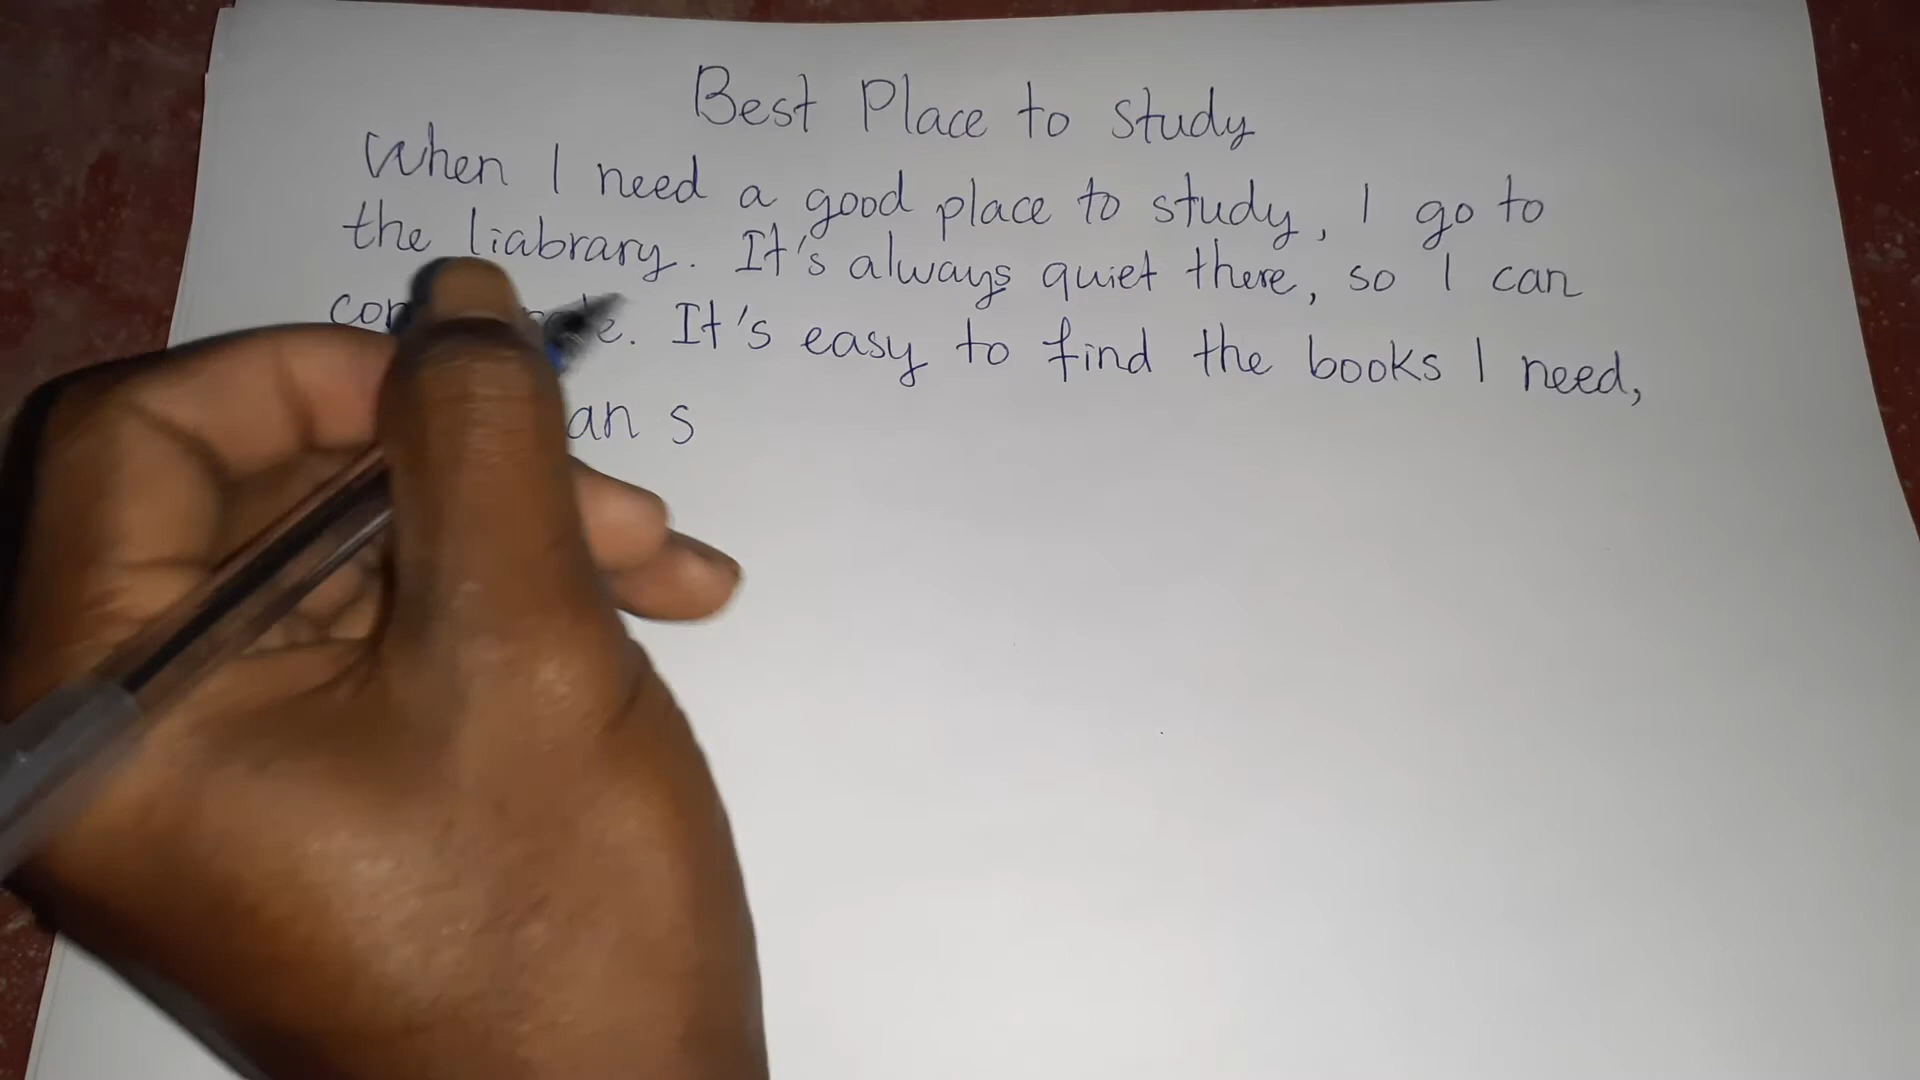 Best Place to study
When I need a good place to study, I go to
the liabrary. It's always quiet there, so I can
It's easy to find the books I need,
s